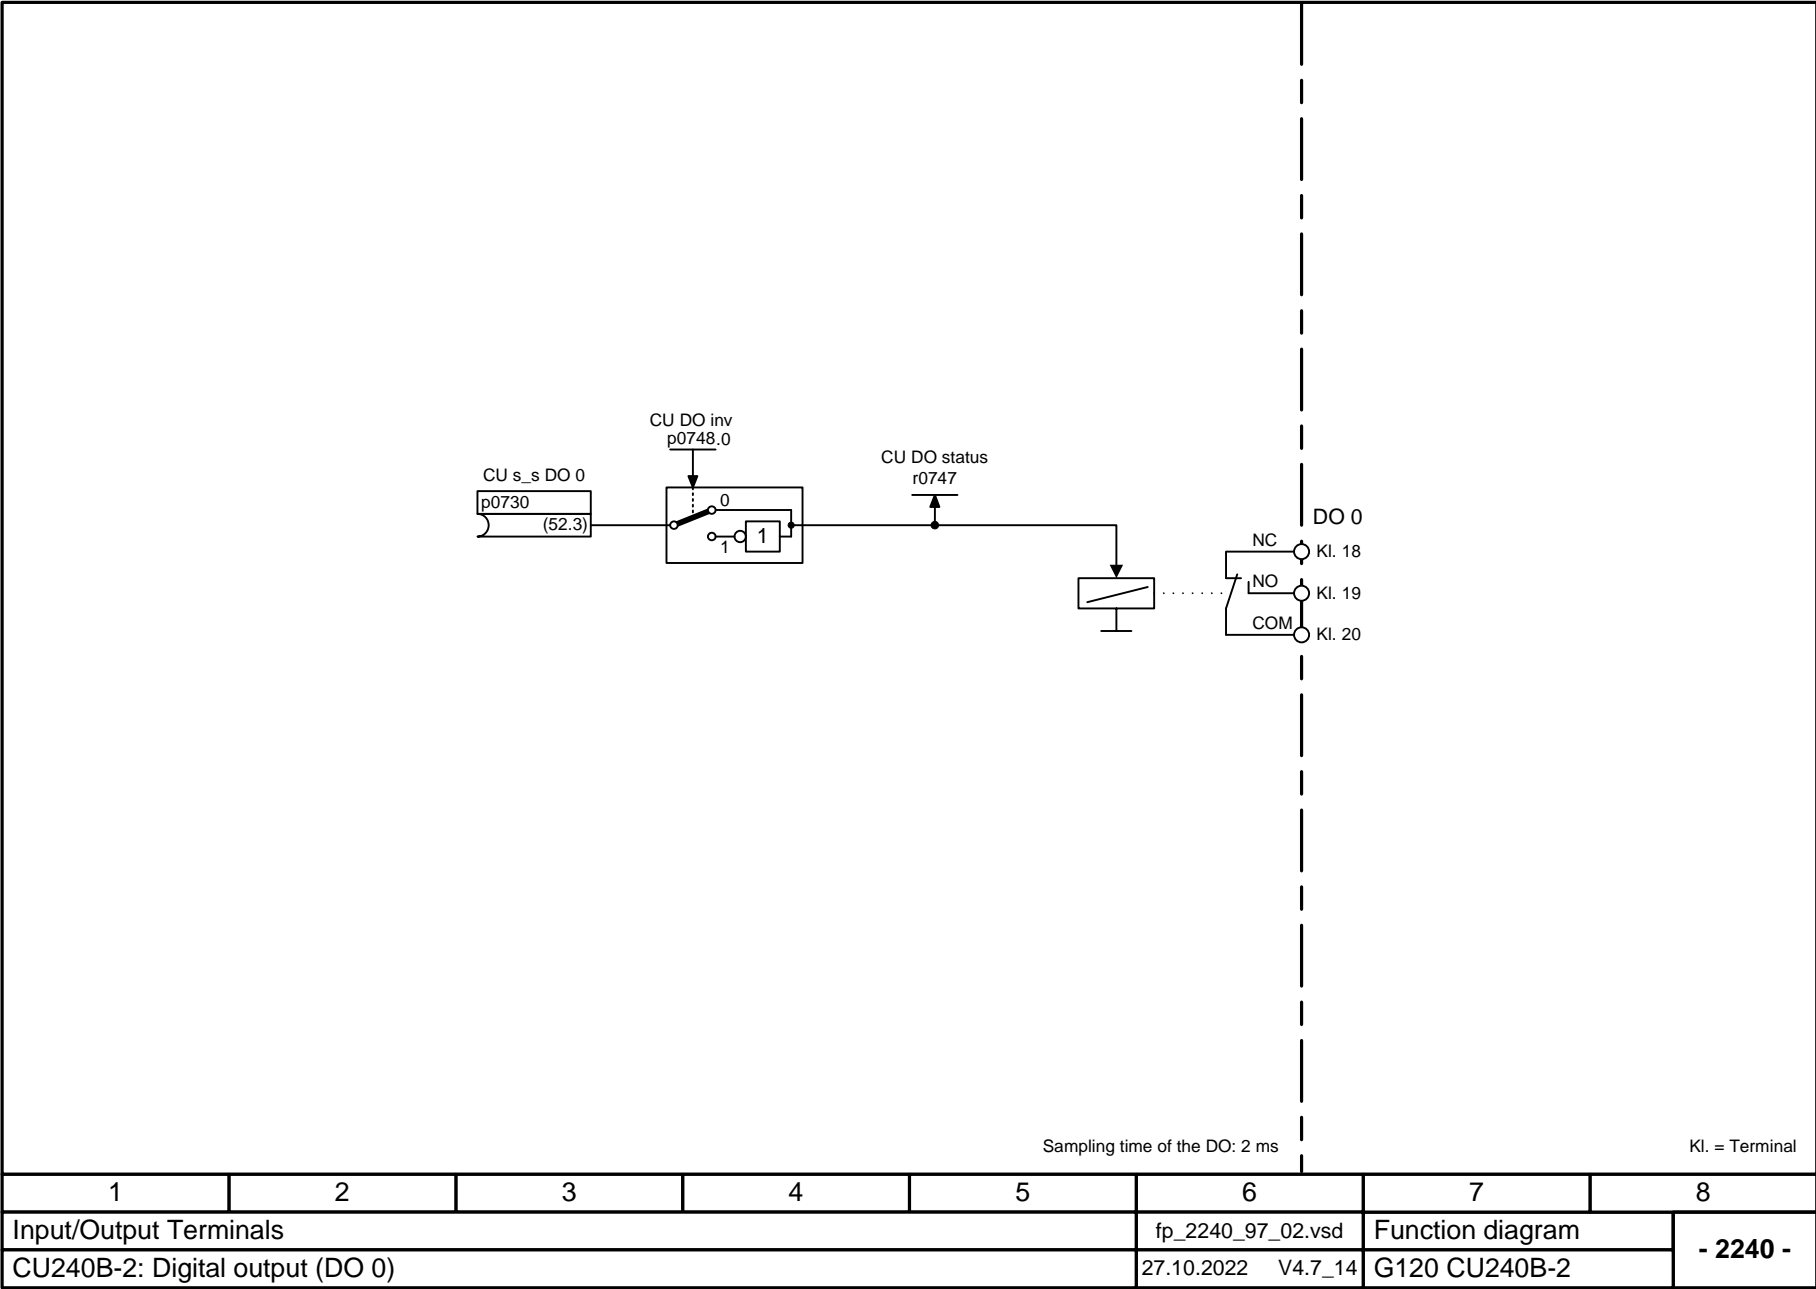 CU DO inv
p0748.0
CU s_s DO 0
p0730
(52.3)
0
1
1
CU DO status
r0747
DO 0
NC
Kl. 18
NO
Kl. 19
COM
Kl. 20
Sampling time of the DO: 2 ms
Kl. = Terminal
1 2 3 4 5 6 7 8
Input/Output Terminals
fp_2240_97_02.vsd
Function diagram
- 2240 -
CU240B-2: Digital output (DO 0)
27.10.2022 V4.7_14
G120 CU240B-2